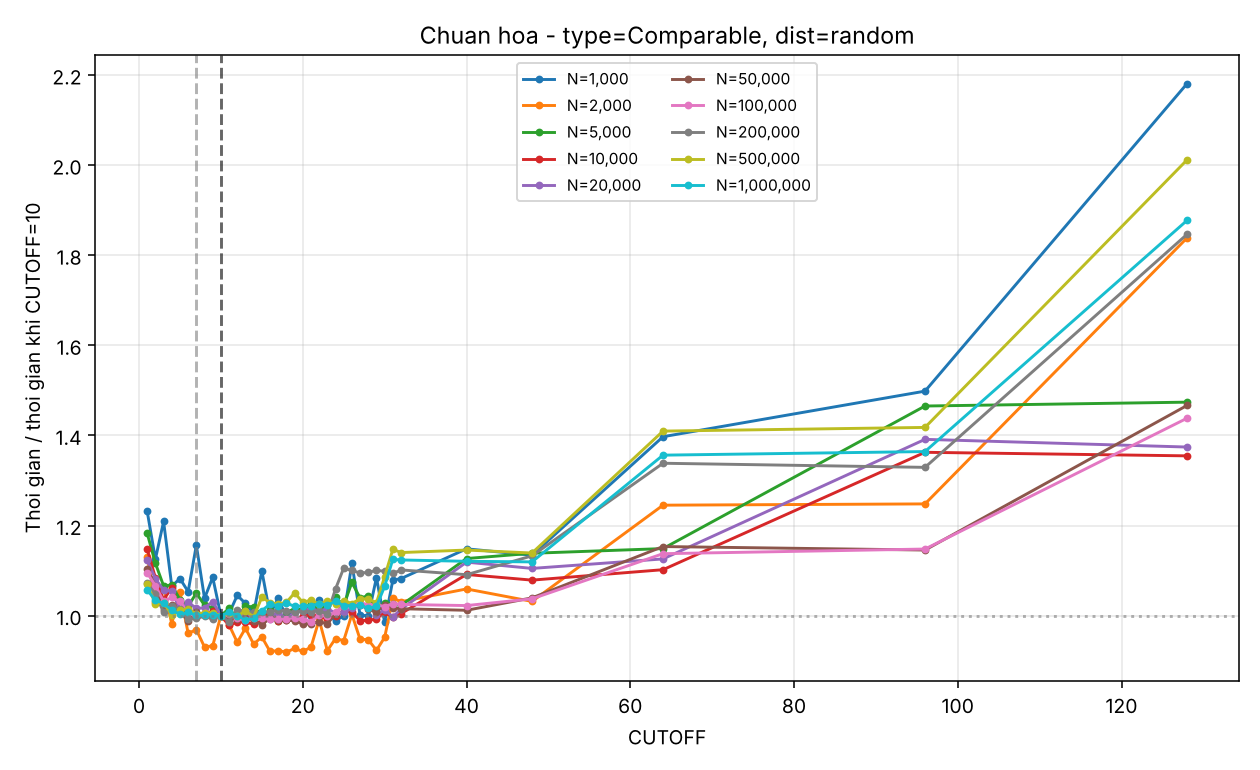 Chuan hoa - type=Comparable, dist=random
N=1,000
N=2,000
N=5,000
N=10,000
N=20,000
N=50,000
N=100,000
N=200,000
N=500,000
N=1,000,000
Thoi gian / thoi gian khi CUTOFF=10
2.2
2.0
1.8
1.6
1.4
1.2
1.0
0 20 40 60 80 100 120
CUTOFF